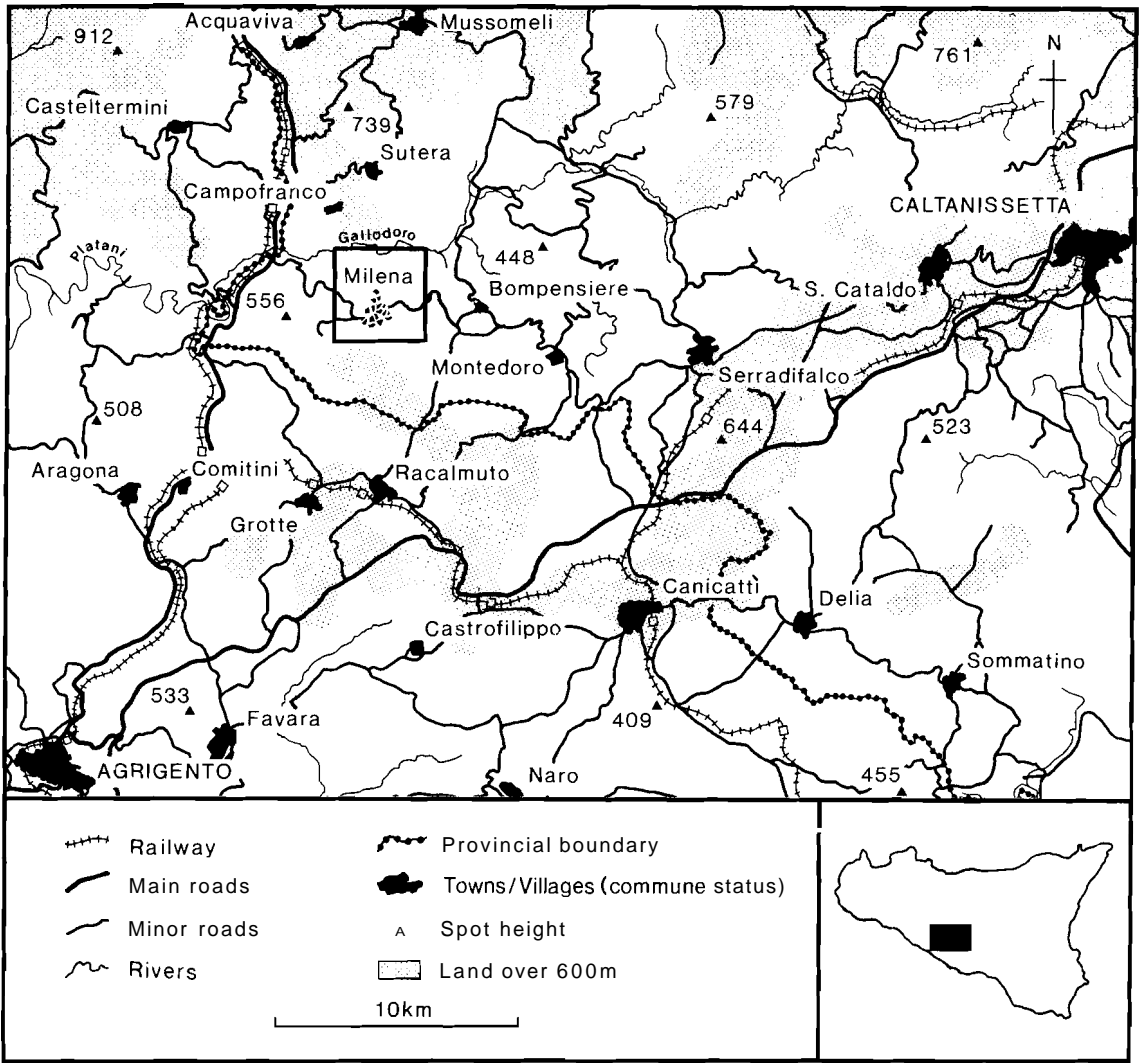 Acquaviva
Mussomeli
912
761
N
Casteltermini
739
579
Sutera
Campofranco
CALTANISSETTA
Gallodoro
Platani
448
Milena
Bompensiere
S. Cataldo
556
Montedoro
Serradifalco
508
644
523
Aragona
Comitini
Racalmuto
Grotte
Canicatti
Delia
Castrofilippo
Sommatino
533
409
Favara
AGRIGENTO
Naro
455
Railway
Provincial boundary
Main roads
Towns/Villages (commune status)
Minor roads
Spot height
Rivers
Land over 600m
10km